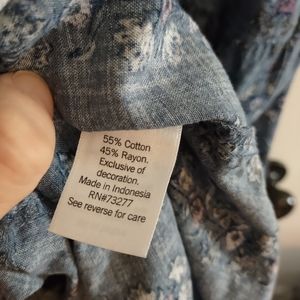 55% Cotton
45% Rayon.
Exclusive of
decoration.
Made in Indonesia
RN#73277
See reverse for care